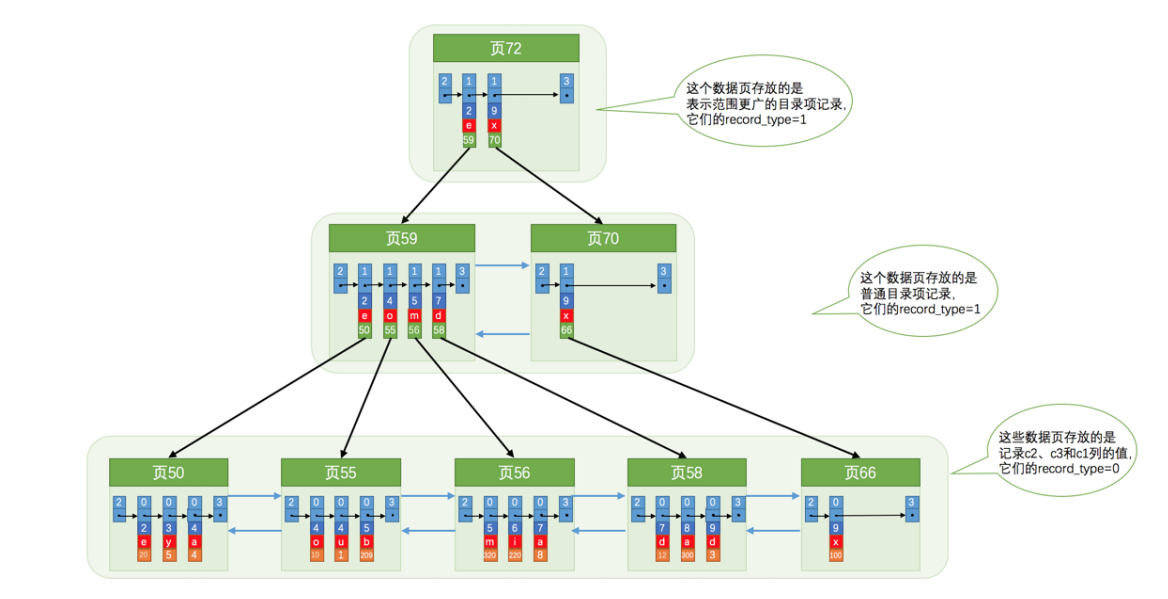 页72
2 1 1 3
2 9
e x
59 70
这个数据页存放的是
表示范围更广的目录项记录,
它们的record_type=1
页59 页70
2 1 1 1 1 3 2 1 3
2 4 5 7 9
e o m d x
50 55 56 58 66
这个数据页存放的是
普通目录项记录,
它们的record_type=1
这些数据页存放的是
记录c2、c3和c1列的值,
它们的record_type=0
页50 页55 页56 页58 页66
2 0 0 0 3 2 0 0 0 3 2 0 0 0 3 2 0 0 0 3 2 0 3
2 3 4 4 4 5 5 6 7 7 8 9 9
e y a o u b m i a d a d x
20 5 4 10 1 209 320 220 8 12 300 3 100